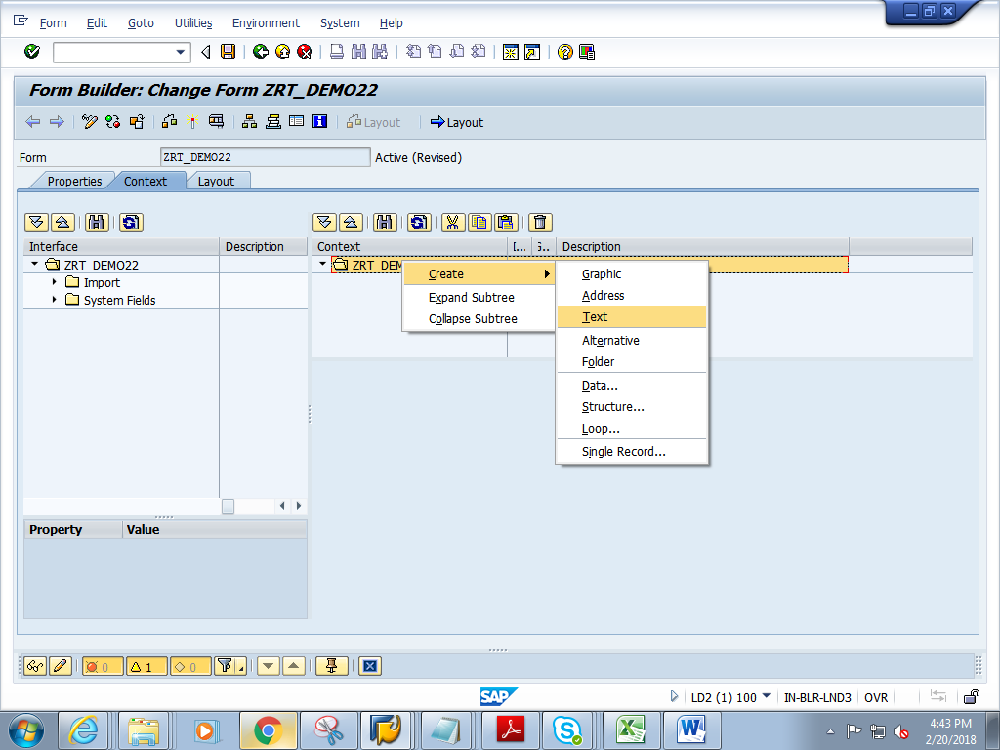 Form Edit Goto Utilities Environment System Help
Form Builder: Change Form ZRT_DEMO22
Layout Layout
Form ZRT_DEMO22 Active (Revised)
Properties Context Layout
Interface Description Context [... S.. Description
ZRT_DEMO22 ZRT_DEM
Import
System Fields
Create
Expand Subtree
Collapse Subtree
Graphic
Address
Text
Alternative
Folder
Data...
Structure...
Loop...
Single Record...
Property Value
0 1 0
SAP
LD2 (1) 100 IN-BLR-LND3 OVR
4:43 PM
2/20/2018